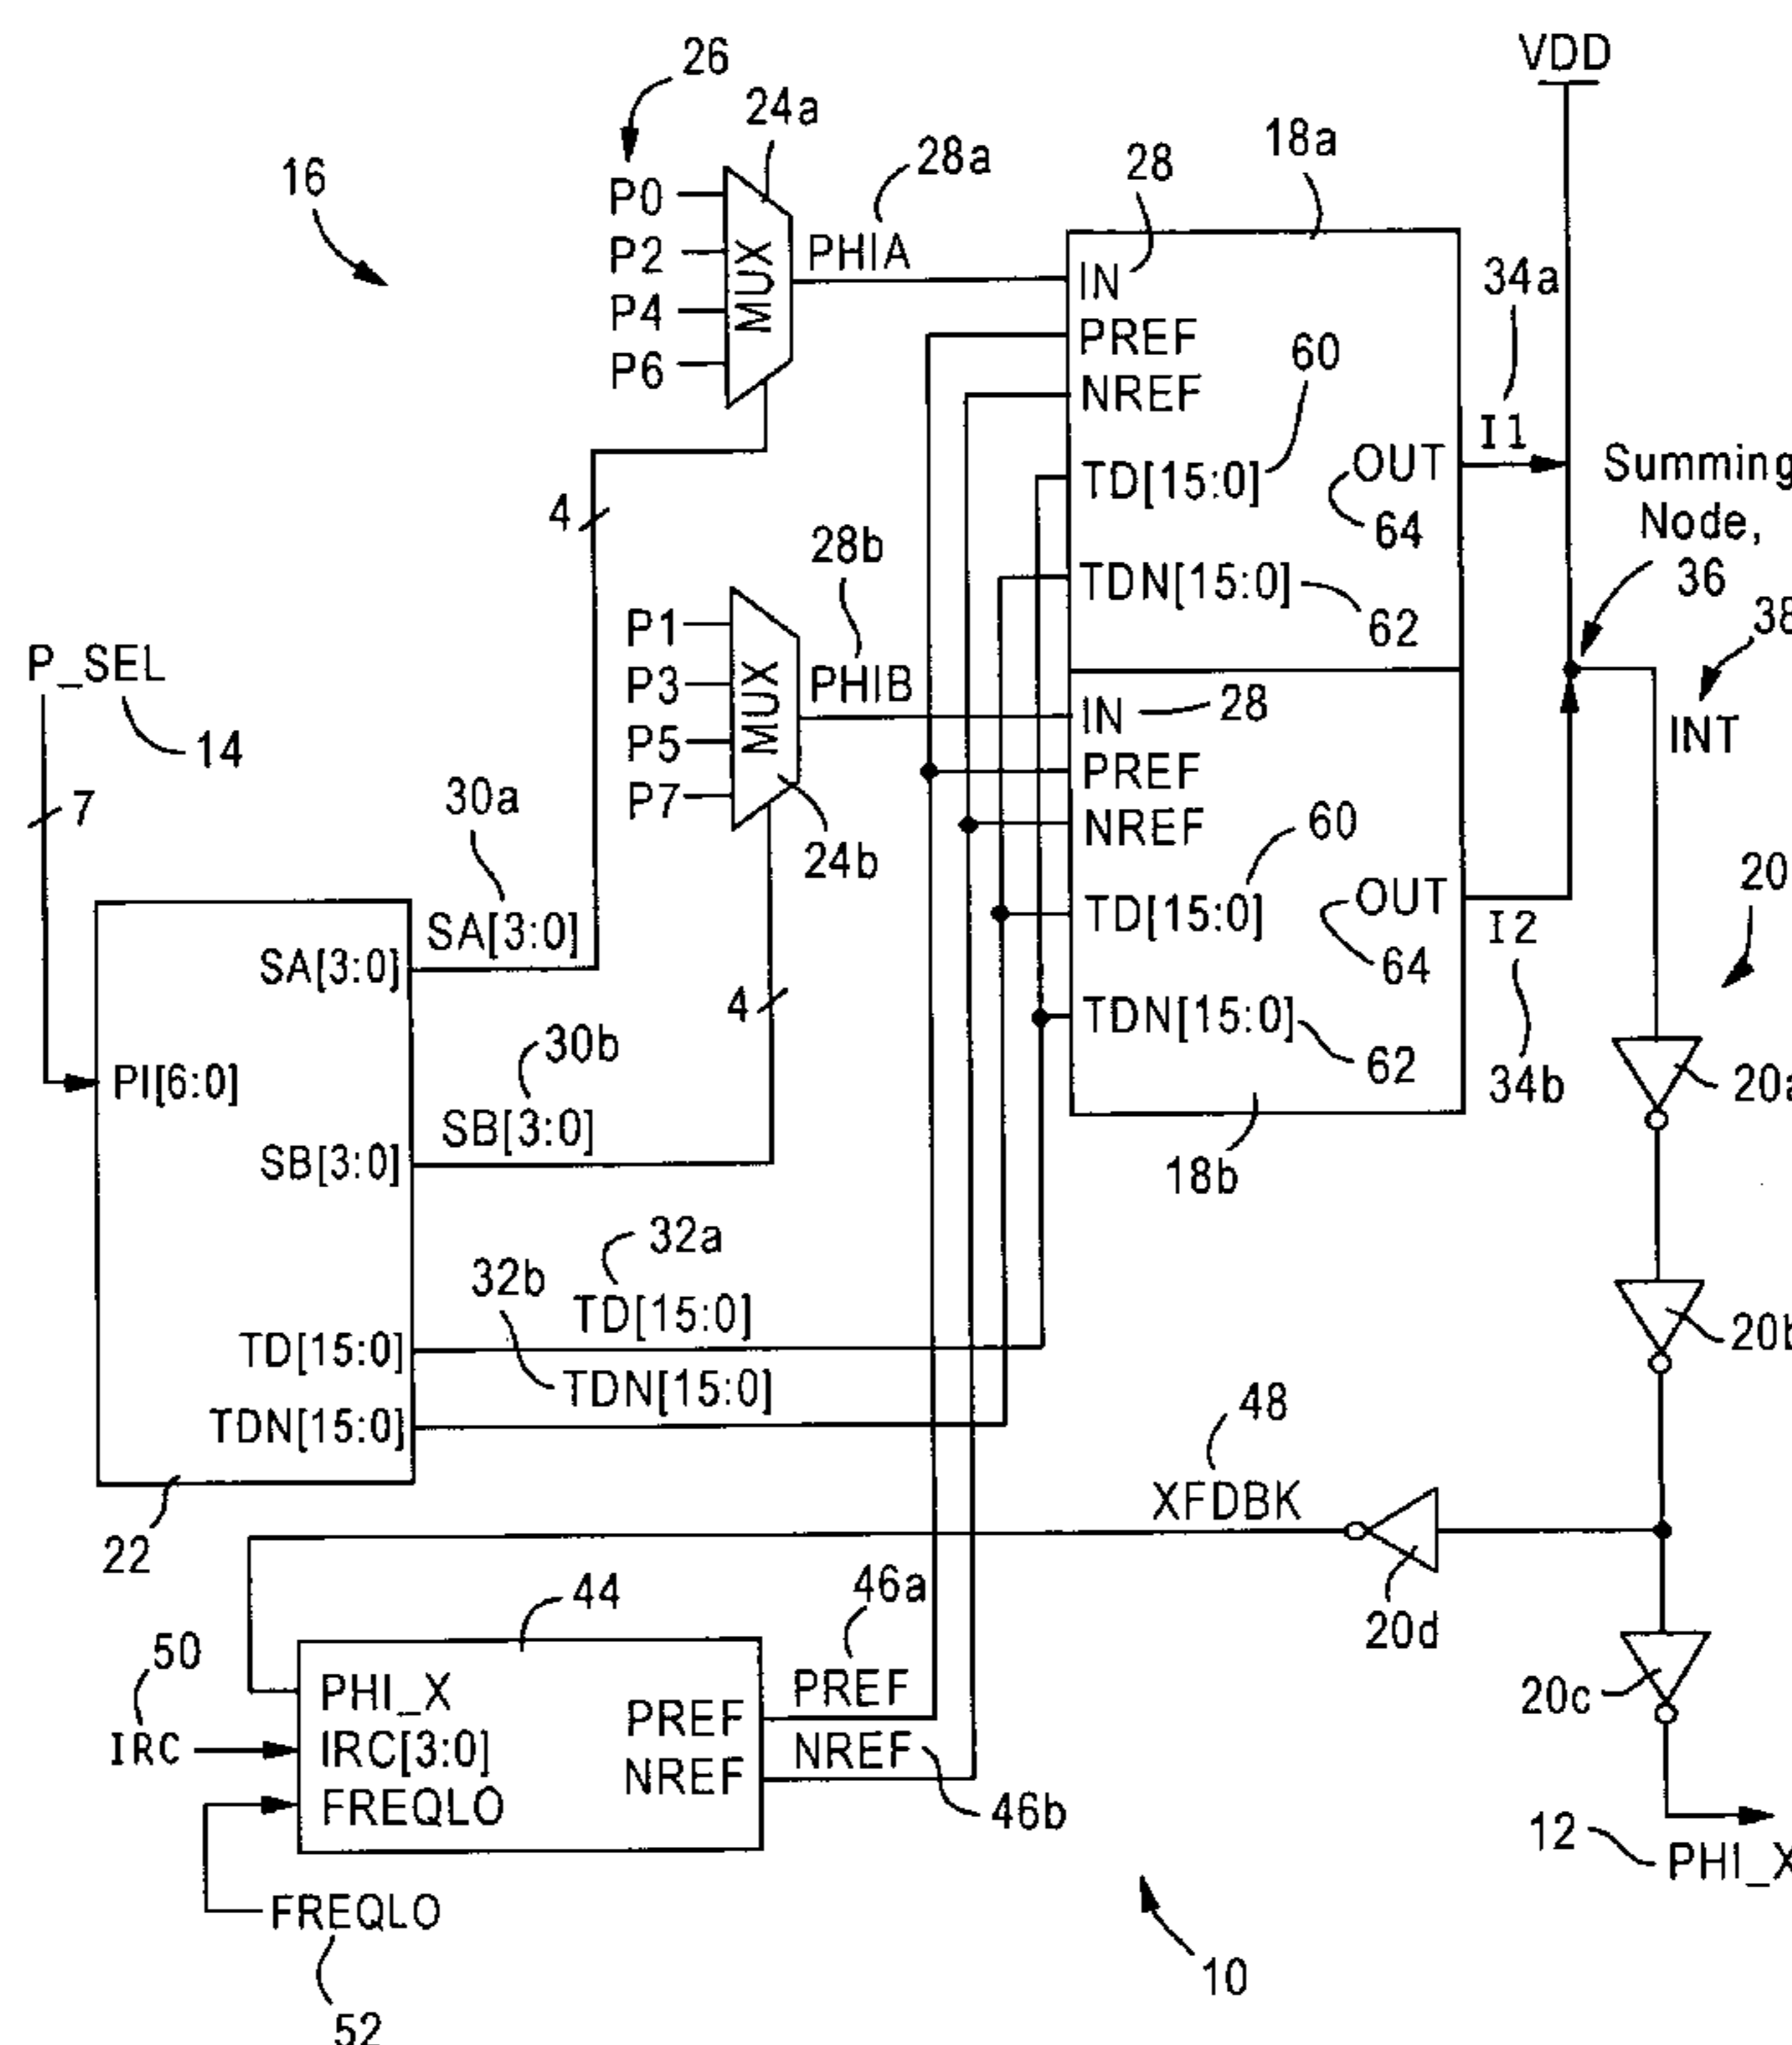 VDD
26
24a
16
28a
28
18a
P0
P2
P4
P6
MUX
PHIA
IN
PREF
NREF
60
TD[15:0]
OUT
64
TDN[15:0]
62
34a
I1
Summing
Node,
36
38
INT
4
28b
P1
P3
P5
P7
MUX
PHIB
24b
IN
28
PREF
NREF
60
TD[15:0]
OUT
64
TDN[15:0]
62
I2
34b
18b
P_SEL
14
7
30a
SA[3:0]
SA[3:0]
4
PI[6:0]
30b
SB[3:0]
SB[3:0]
32a
32b
TD[15:0]
TD[15:0]
TDN[15:0]
TDN[15:0]
22
20
20a
20b
48
XFDBK
20d
20c
44
46a
50
PHI_X
PREF
PREF
IRC
IRC[3:0]
NREF
NREF
FREQLO
46b
12
PHI_X
FREQLO
52
10